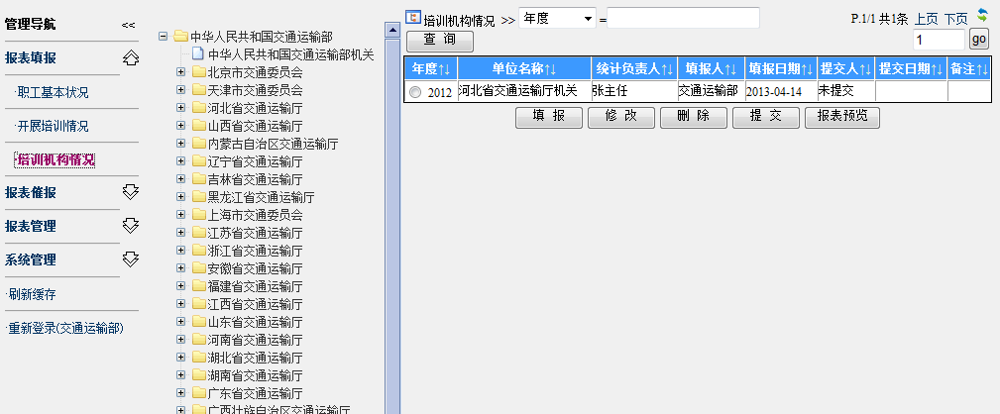 管理导航 <<
报表填报
·职工基本状况
·开展培训情况
·培训机构情况
报表催报
报表管理
系统管理
·刷新缓存
·重新登录(交通运输部)
中华人民共和国交通运输部
中华人民共和国交通运输部机关
北京市交通委员会
天津市交通委员会
河北省交通运输厅
山西省交通运输厅
内蒙古自治区交通运输厅
辽宁省交通运输厅
吉林省交通运输厅
黑龙江省交通运输厅
上海市交通委员会
江苏省交通运输厅
浙江省交通运输厅
安徽省交通运输厅
福建省交通运输厅
江西省交通运输厅
山东省交通运输厅
河南省交通运输厅
湖北省交通运输厅
湖南省交通运输厅
广东省交通运输厅
广西壮族自治区交通运输厅
培训机构情况 >> 年度 = P.1/1 共1条 上页 下页
查 询 1 go
年度↑↓ 单位名称↑↓ 统计负责人↑↓ 填报人↑↓ 填报日期↑↓ 提交人↑↓ 提交日期↑↓ 备注↑↓
2012 河北省交通运输厅机关 张主任 交通运输部 2013-04-14 未提交
填 报 修 改 删 除 提 交 报表预览